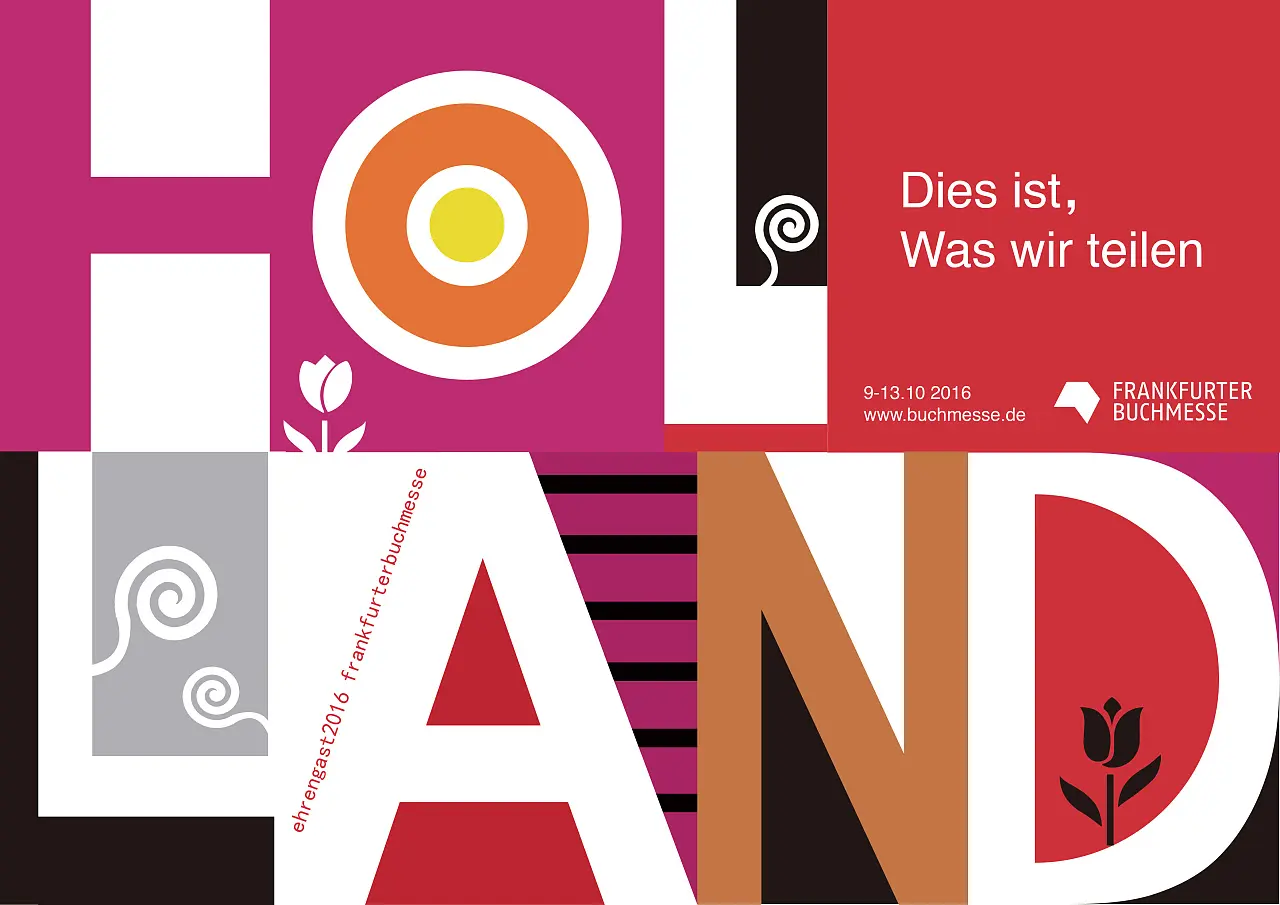 HOL
Dies ist,
Was wir teilen
9-13.10 2016
www.buchmesse.de
FRANKFURTER
BUCHMESSE
LAND
ehrengast2016 frankfurterbuchmesse